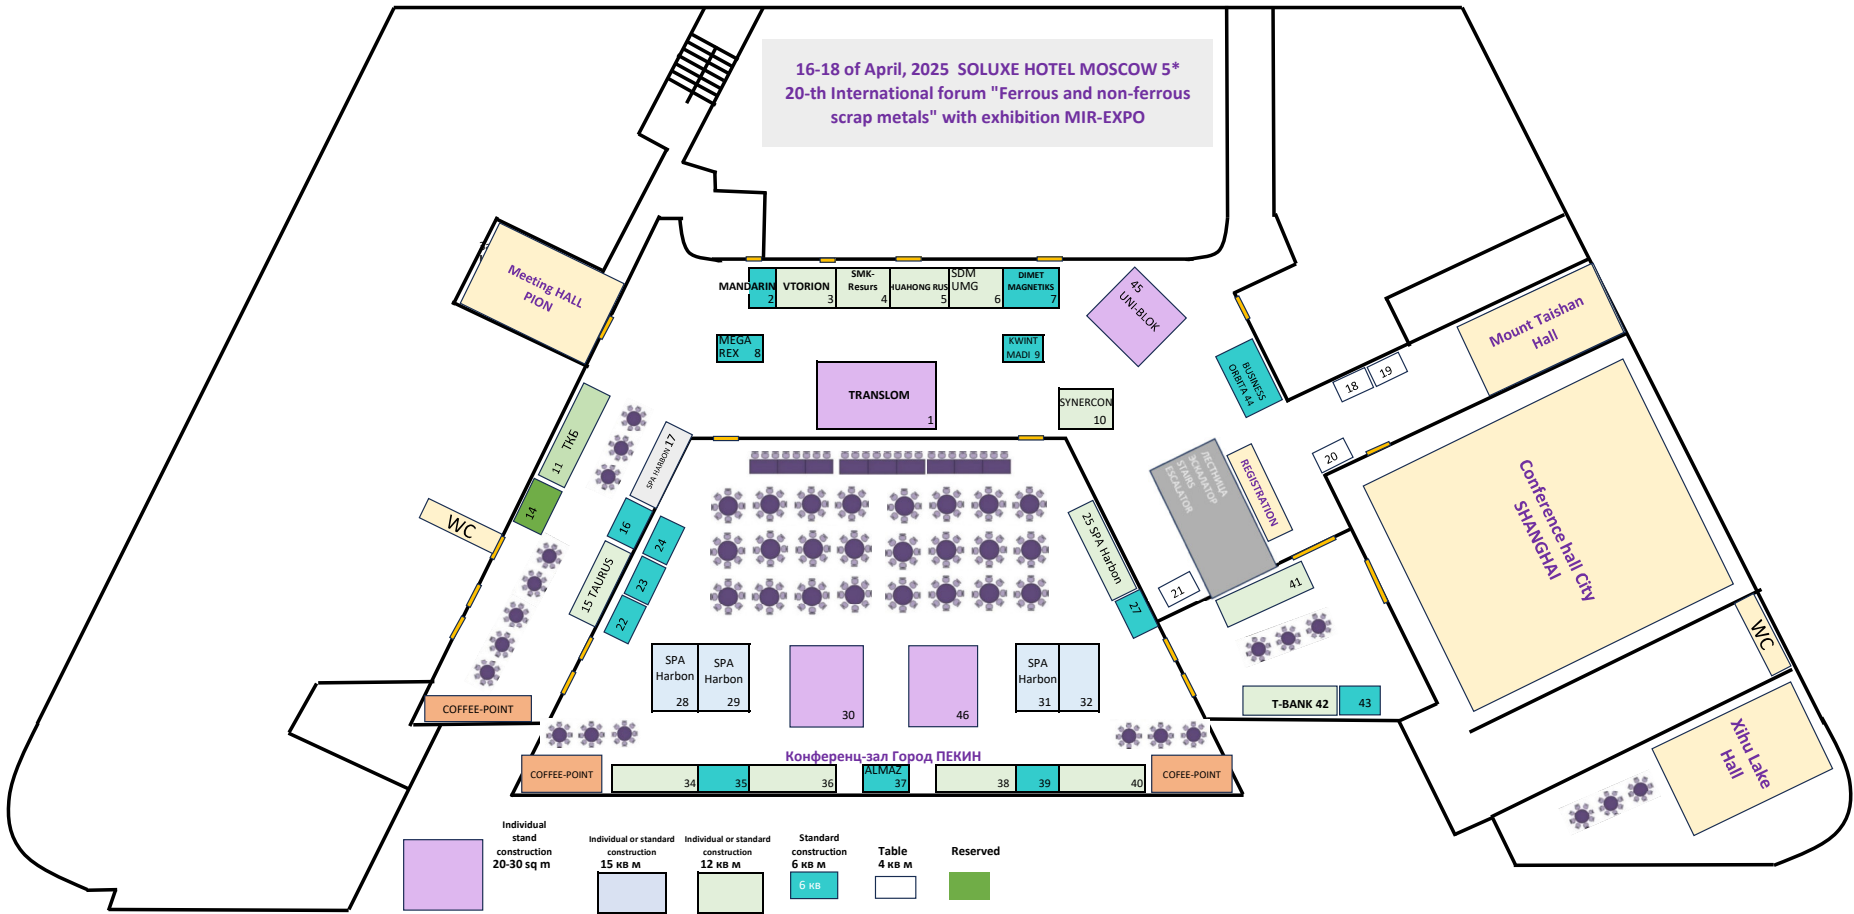 16-18 of April, 2025 SOLUXE HOTEL MOSCOW 5*
20-th International forum "Ferrous and non-ferrous
scrap metals" with exhibition MIR-EXPO
Meeting HALL
PION
MANDARIN
2
VTORION
3
SMK-
Resurs
4
HUAHONG RUS
5
SDM
UMG
6
DIMET
MAGNETIKS
7
45
UNI-BLOK
MEGA
REX 8
KWINT
MADI 9
TRANSLOM
1
SYNERCON
10
BUSINESS
ORBITA 44
18
19
Mount Taishan
Hall
11 ТКБ
14
WC
SPA HARBON 17
16
15 TAURUS
24
23
22
25 SPA Harbon
27
ЛЕСТНИЦА
ЭСКАЛАТОР
STAIRS
ESCALATOR
REGISTRATION
20
21
41
Conference hall City
SHANGHAI
WC
SPA
Harbon
28
SPA
Harbon
29
30
46
SPA
Harbon
31
32
T-BANK 42
43
COFFEE-POINT
Xihu Lake
Hall
Конференц-зал Город ПЕКИН
COFFEE-POINT
34
35
36
ALMAZ
37
38
39
40
COFEE-POINT
Individual
stand
construction
20-30 sq m
Individual or standard
construction
15 КВ М
Individual or standard
construction
12 КВ М
Standard
construction
6 КВ М
6 КВ
Table
4 КВ М
Reserved